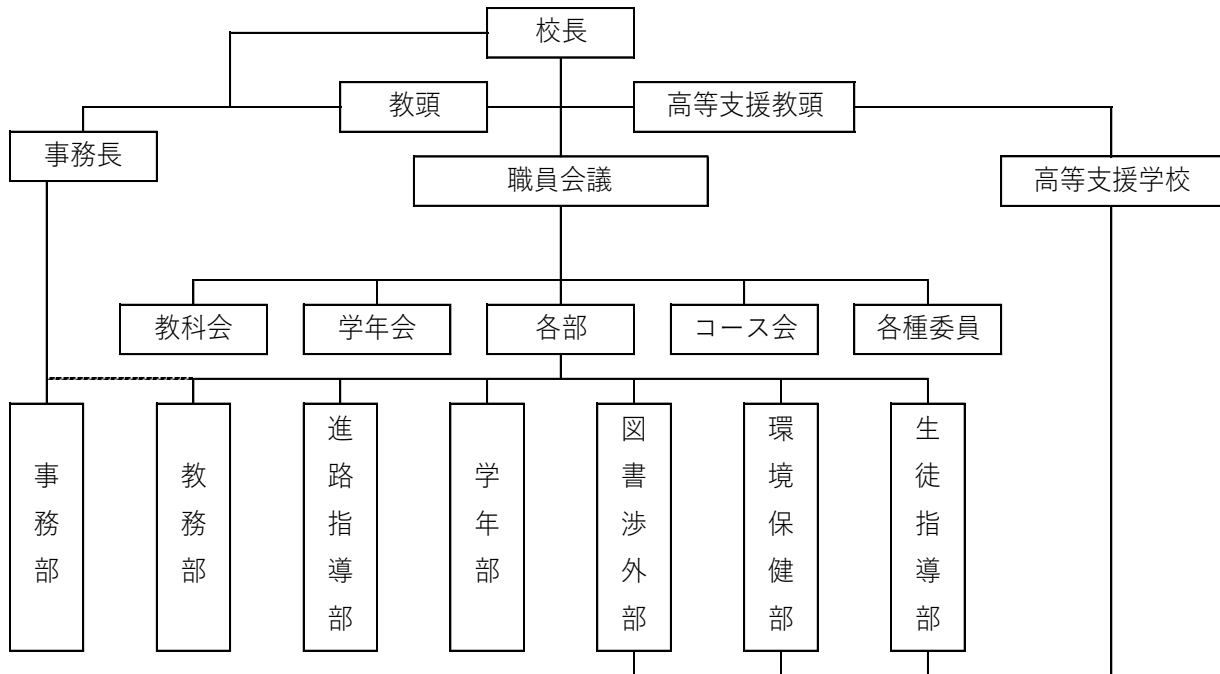 校長
教頭
高等支援教頭
事務長
職員会議
高等支援学校
教科会
学年会
各部
コース会
各種委員
事務部
教務部
進路指導部
学年部
図書渉外部
環境保健部
生徒指導部